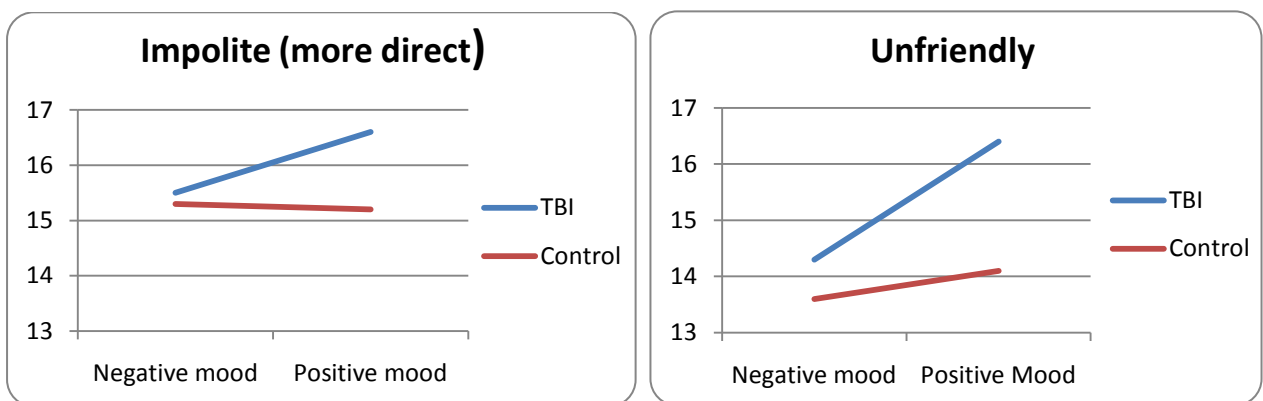 Impolite (more direct)
17
16
15
14
13
Negative mood Positive mood
TBI
Control
Unfriendly
17
16
15
14
13
Negative mood Positive Mood
TBI
Control